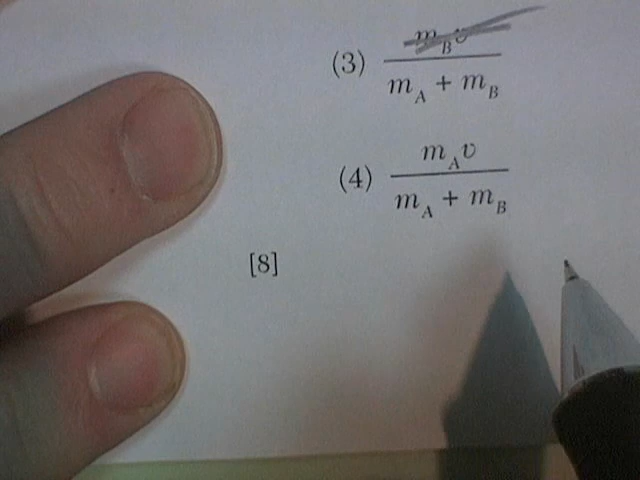 (3) m_B v / m_A + m_B
(4) m_A v / m_A + m_B
[8]